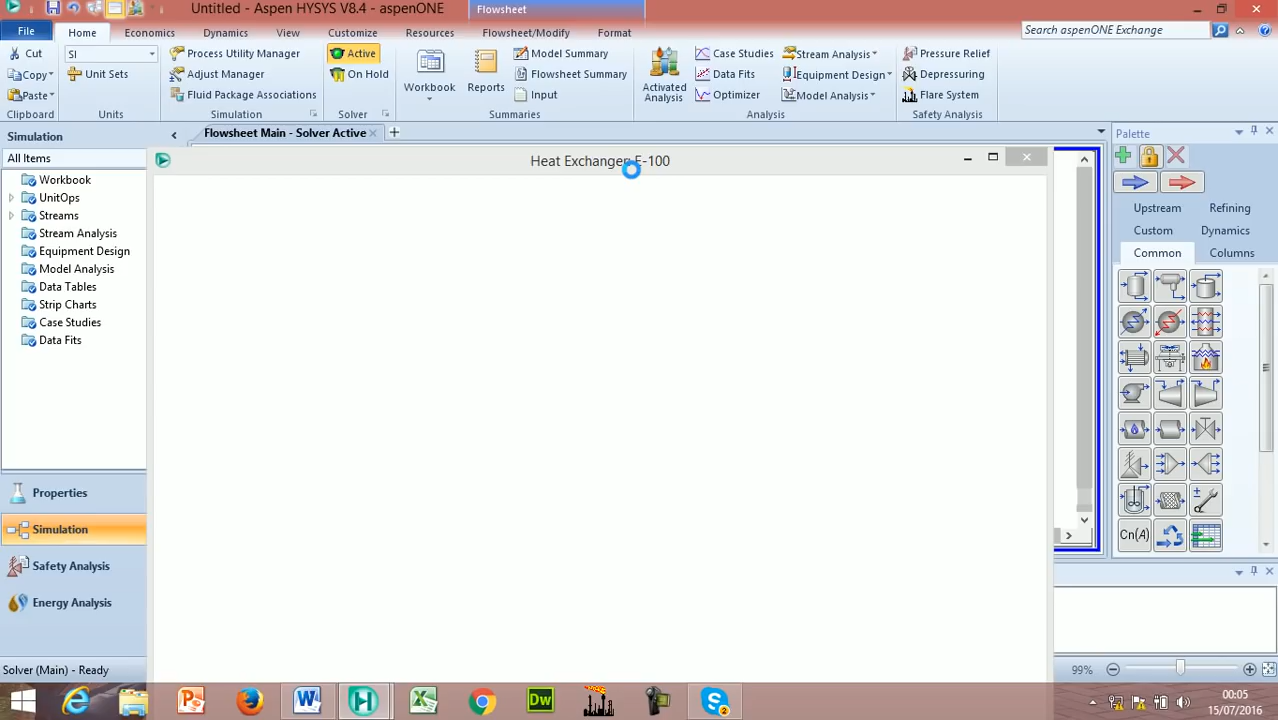 Untitled - Aspen HYSYS V8.4 - aspenONE
Flowsheet
File
Home
Economics
Dynamics
View
Customize
Resources
Flowsheet/Modify
Format
Search aspenONE Exchange
Cut
SI
Process Utility Manager
Active
Model Summary
Case Studies
Stream Analysis
Pressure Relief
Copy
Unit Sets
Adjust Manager
On Hold
Workbook
Reports
Flowsheet Summary
Activated
Analysis
Data Fits
Equipment Design
Depressuring
Paste
Fluid Package Associations
Input
Optimizer
Model Analysis
Flare System
Clipboard
Units
Simulation
Solver
Summaries
Analysis
Safety Analysis
Simulation
Flowsheet Main - Solver Active
Palette
All Items
Heat Exchanger E-100
Workbook
UnitOps
Streams
Stream Analysis
Equipment Design
Model Analysis
Data Tables
Strip Charts
Case Studies
Data Fits
Upstream
Refining
Custom
Dynamics
Common
Columns
Cn(A)
Properties
Simulation
Safety Analysis
Energy Analysis
Solver (Main) - Ready
99%
00:05
15/07/2016